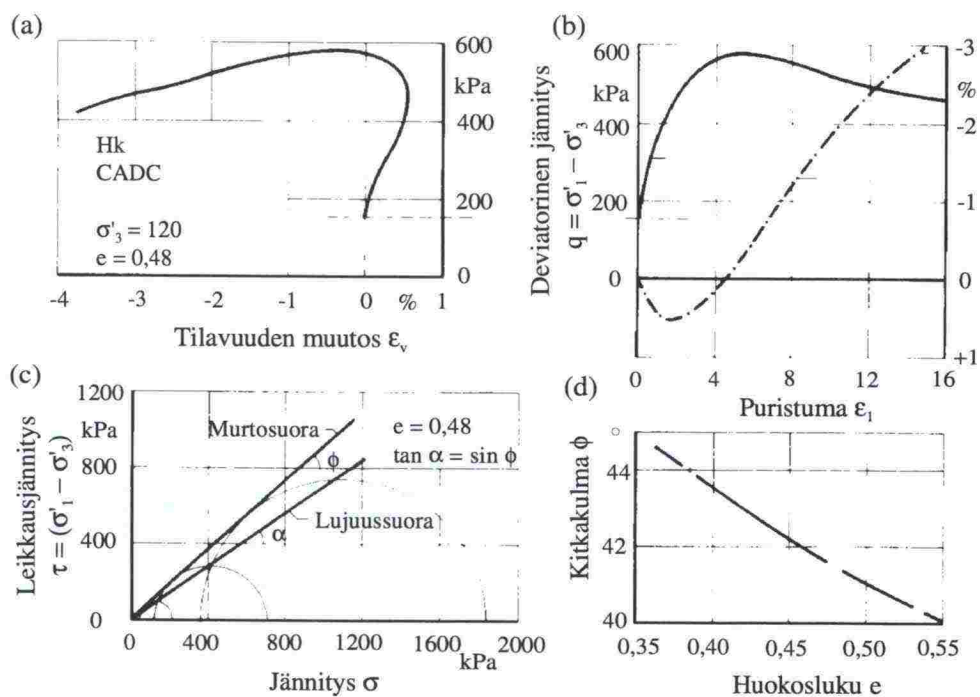 (a)
600
kPa
400
200
0
Hk
CADC
σ'₃ = 120
e = 0,48
-4 -3 -2 -1 0 % 1
Tilavuuden muutos εᵥ
(b)
Deviatorinen jännitys
q = σ'₁ − σ'₃
600
kPa
400
200
0
-3
%
-2
-1
0
+1
0 4 8 12 16
Puristuma ε₁
(c)
Leikkausjännitys
τ = (σ'₁ − σ'₃)
1200
kPa
800
400
0
Murtosuora
ϕ
e = 0,48
tan α = sin ϕ
Lujuussuora
α
0 400 800 1200 1600 2000
kPa
Jännitys σ
(d)
Kitkakulma ϕ
°
44
42
40
0,35 0,40 0,45 0,50 0,55
Huokosluku e